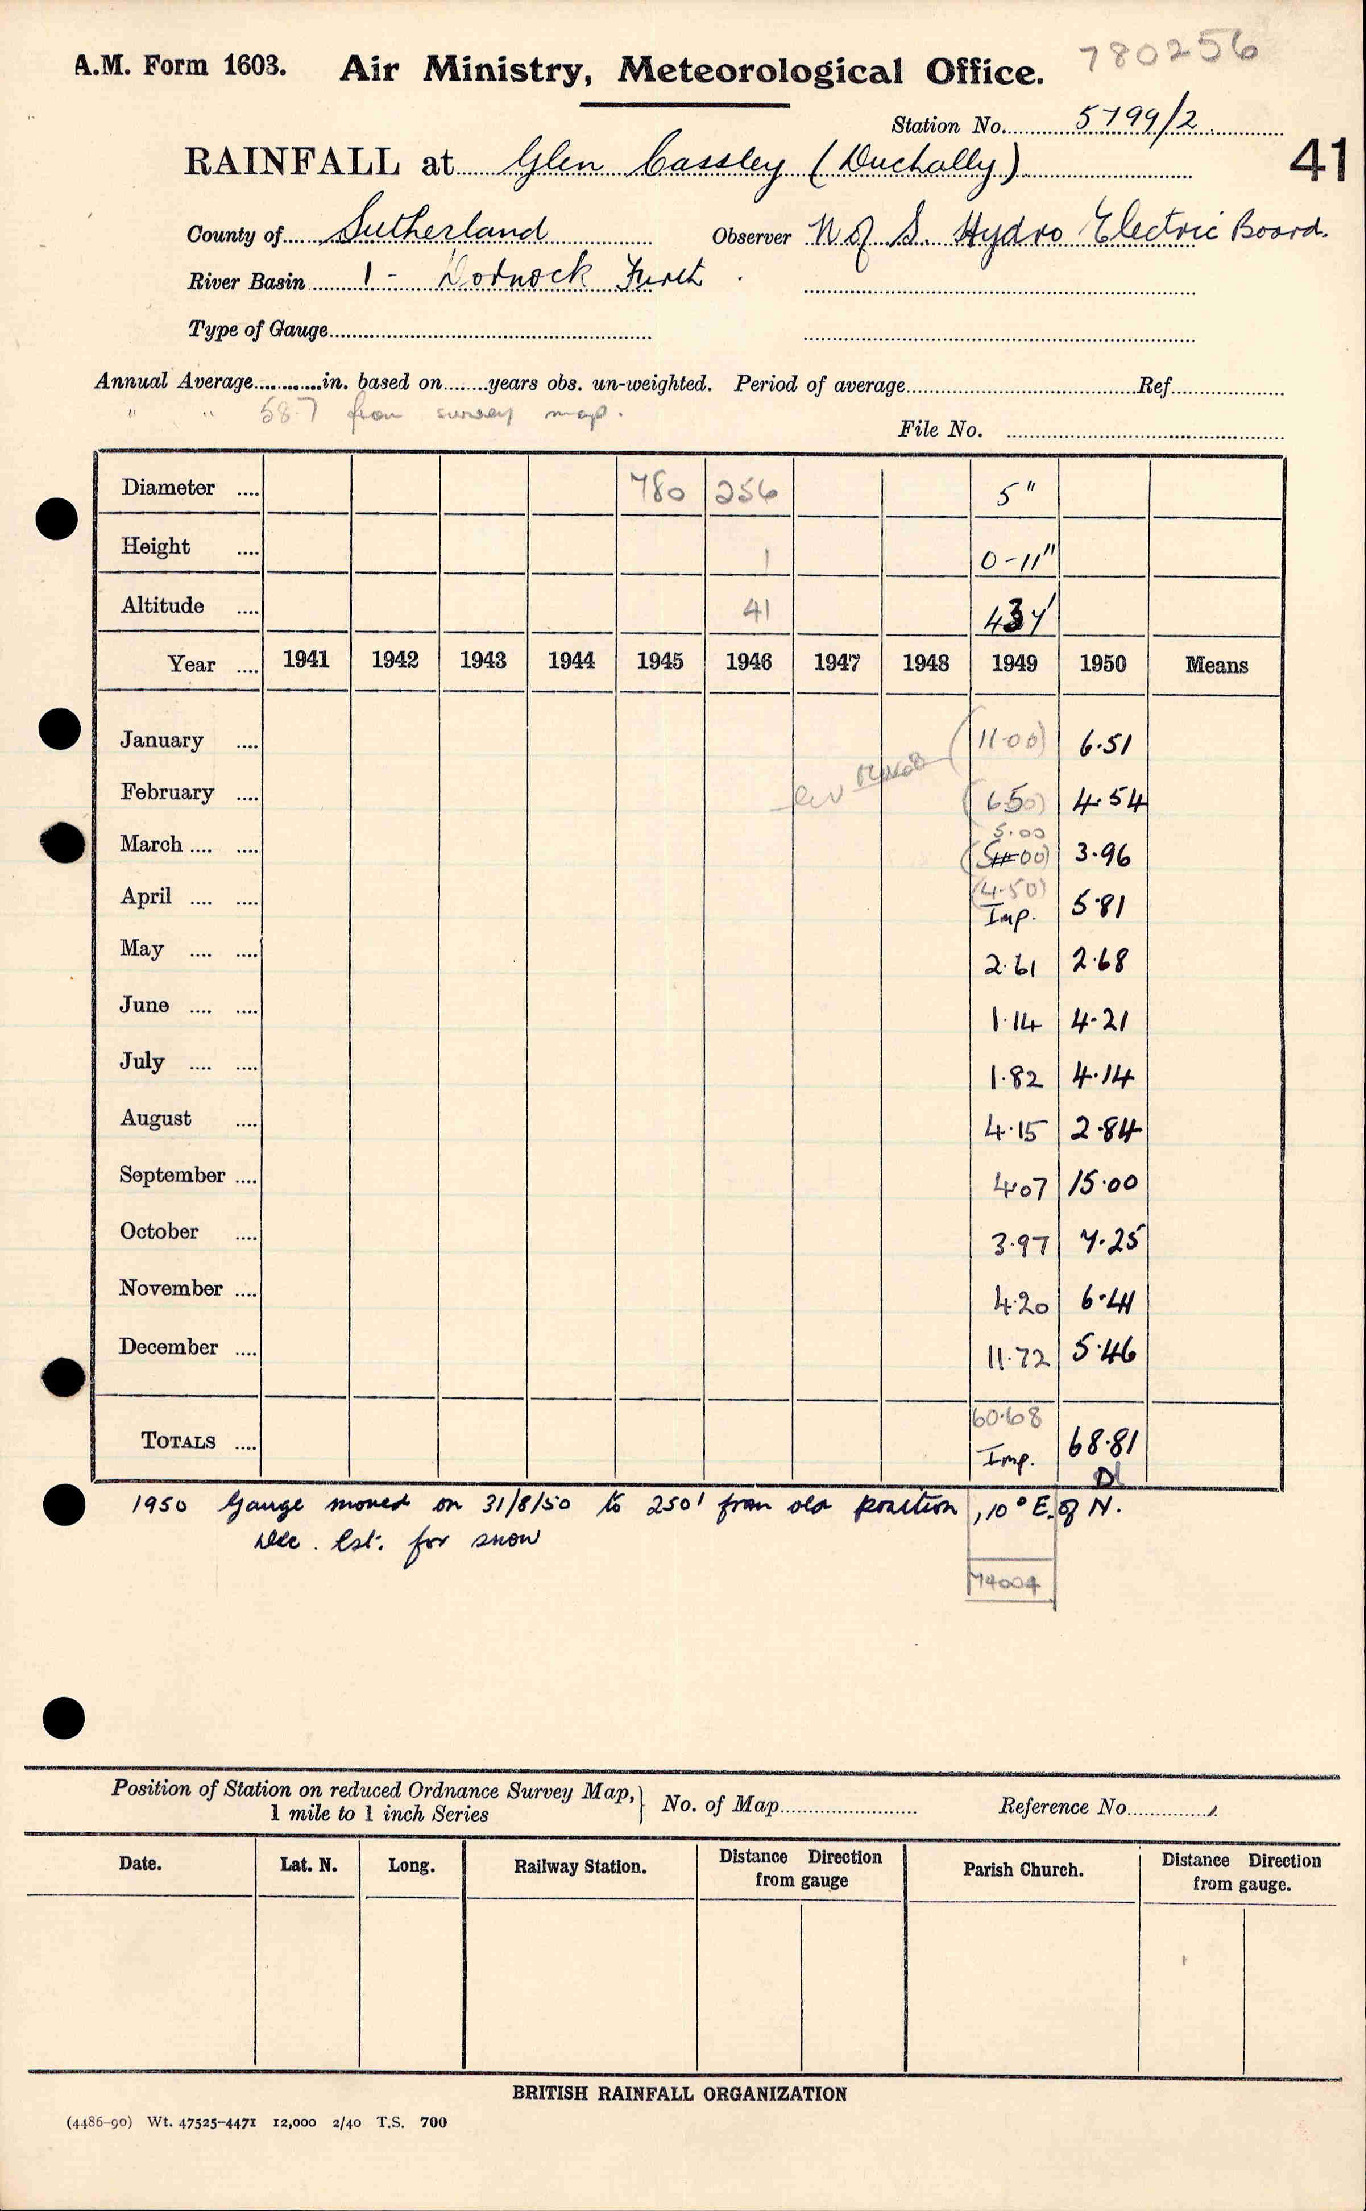 780256
A.M. Form 1603. Air Ministry, Meteorological Office.
Station No. 5799/2
41
RAINFALL at Glen Cassley (Duchally)
County of Sutherland Observer N of S. Hydro Electric Board.
River Basin 1 - Dornock Firth
Type of Gauge
Annual Average in. based on years obs. un-weighted. Period of average Ref.
" " 58.7 from survey map.
File No.
Diameter 780 256 5"
Height 1 0-11"
Altitude 41 437'
Year 1941 1942 1943 1944 1945 1946 1947 1948 1949 1950 Means
January (11.00) 6.51
February (6.50) 4.54
5.00
March (5.00) 3.96
(4.50)
April Imp. 5.81
May 2.61 2.68
June 1.14 4.21
July 1.82 4.14
August 4.15 2.84
September 4.07 15.00
October 3.97 7.25
November 4.20 6.41
December 11.72 5.46
60.68
TOTALS Imp. 68.81
1950 Gauge moved on 31/8/50 to 250' from old position, 10° E. of N.
Dec. Est. for snow
74004
Position of Station on reduced Ordnance Survey Map, 1 mile to 1 inch Series } No. of Map Reference No.
Date. Lat. N. Long. Railway Station. Distance Direction from gauge Parish Church. Distance Direction from gauge.
BRITISH RAINFALL ORGANIZATION
(4486-90) Wt. 47525-4471 12,000 2/40 T.S. 700